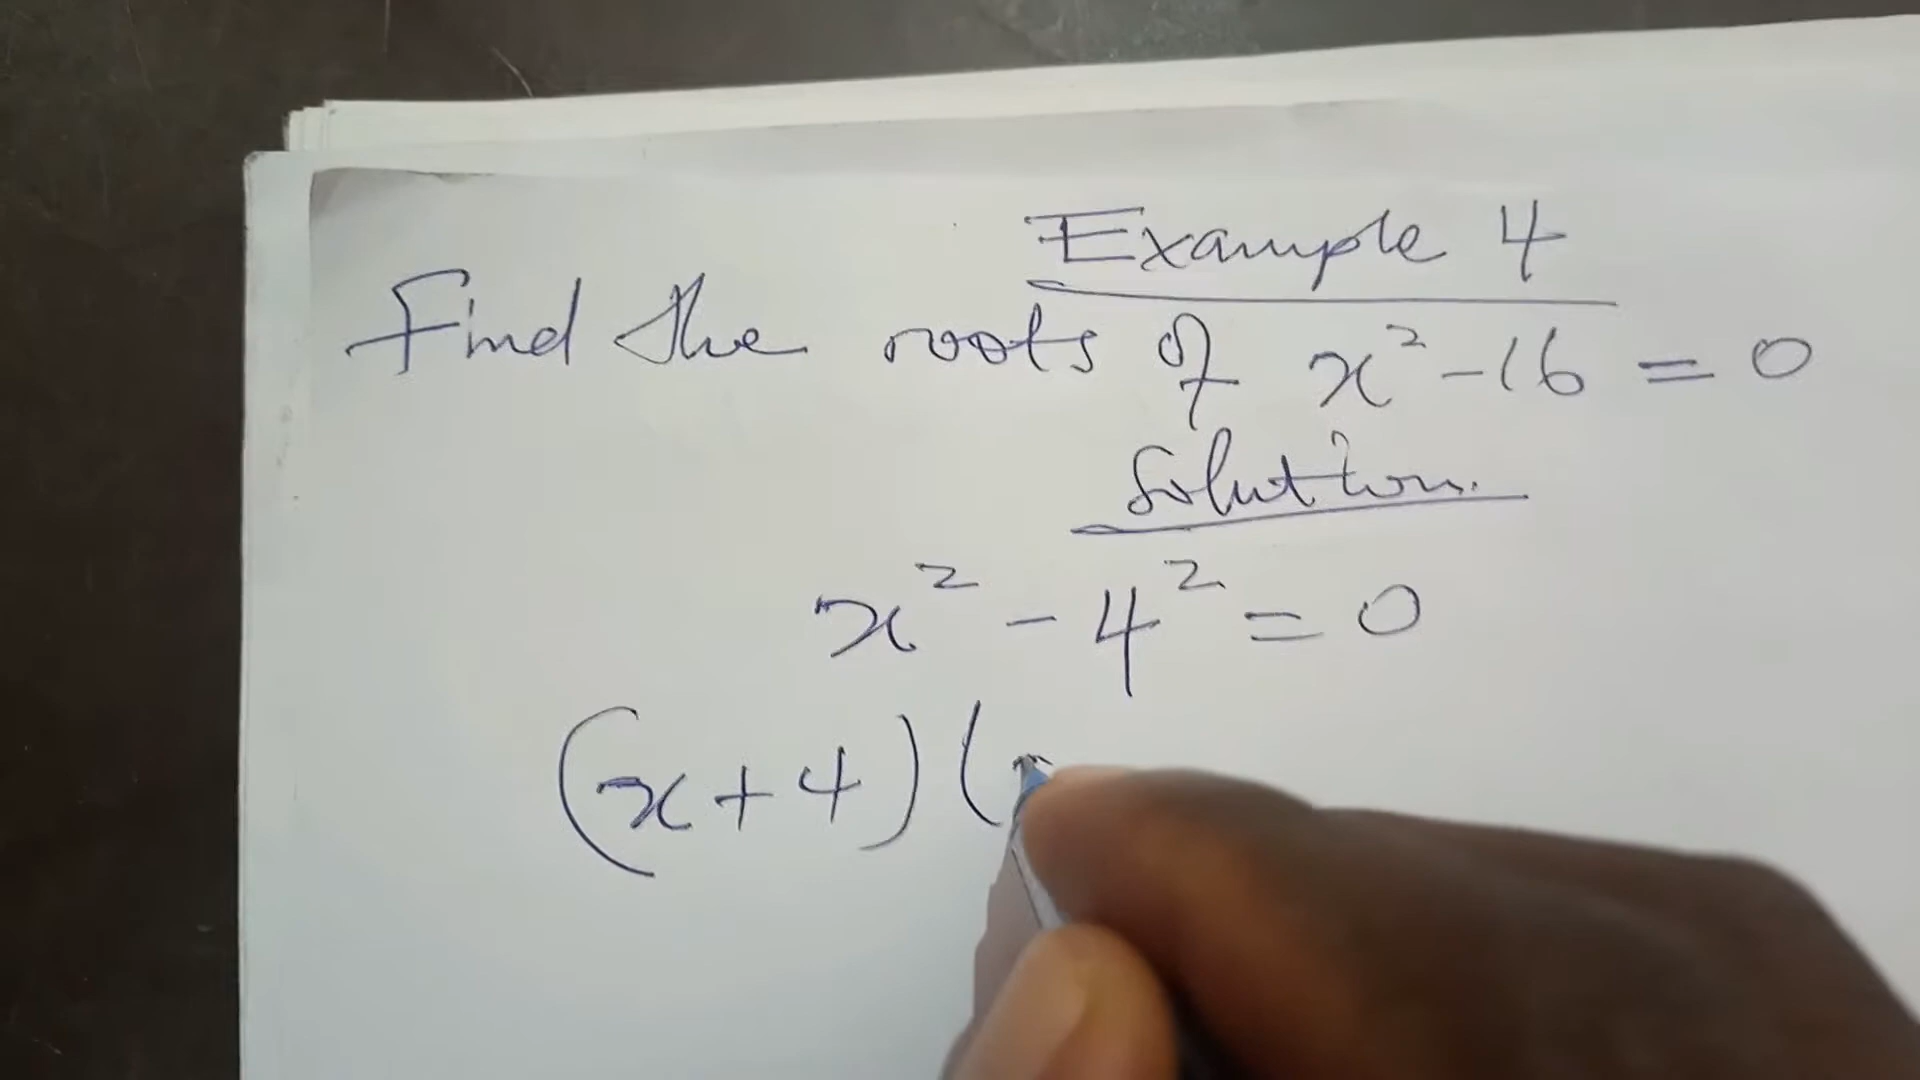 Example 4
Find the roots of x² - 16 = 0
Solution.
x² - 4² = 0
(x + 4) (